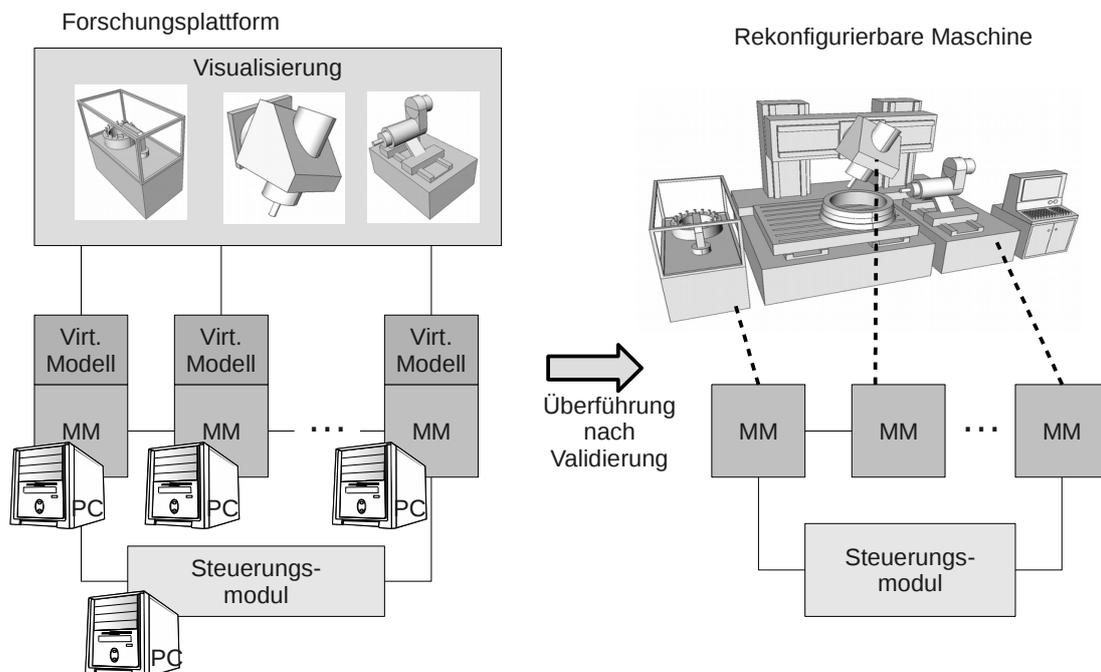 Forschungsplattform
Visualisierung
Virt.
Modell
Virt.
Modell
Virt.
Modell
MM
MM
...
MM
PC
PC
PC
Steuerungs-
modul
PC
Überführung
nach
Validierung
Rekonfigurierbare Maschine
MM
MM
...
MM
Steuerungs-
modul